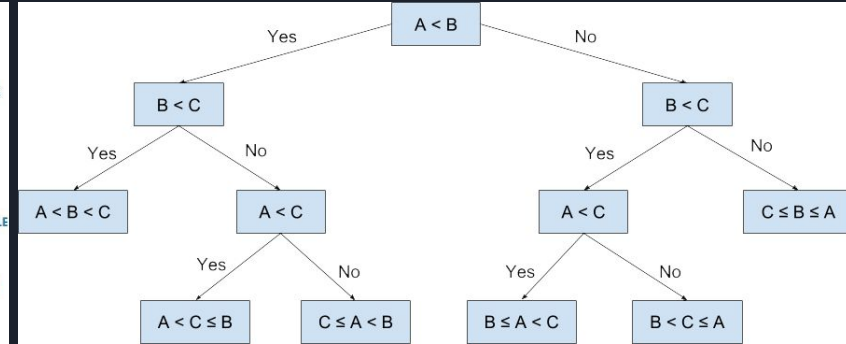 A < B
Yes
No
B < C
B < C
Yes
No
Yes
No
A < B < C
A < C
A < C
C ≤ B ≤ A
Yes
No
Yes
No
A < C ≤ B
C ≤ A < B
B ≤ A < C
B < C ≤ A